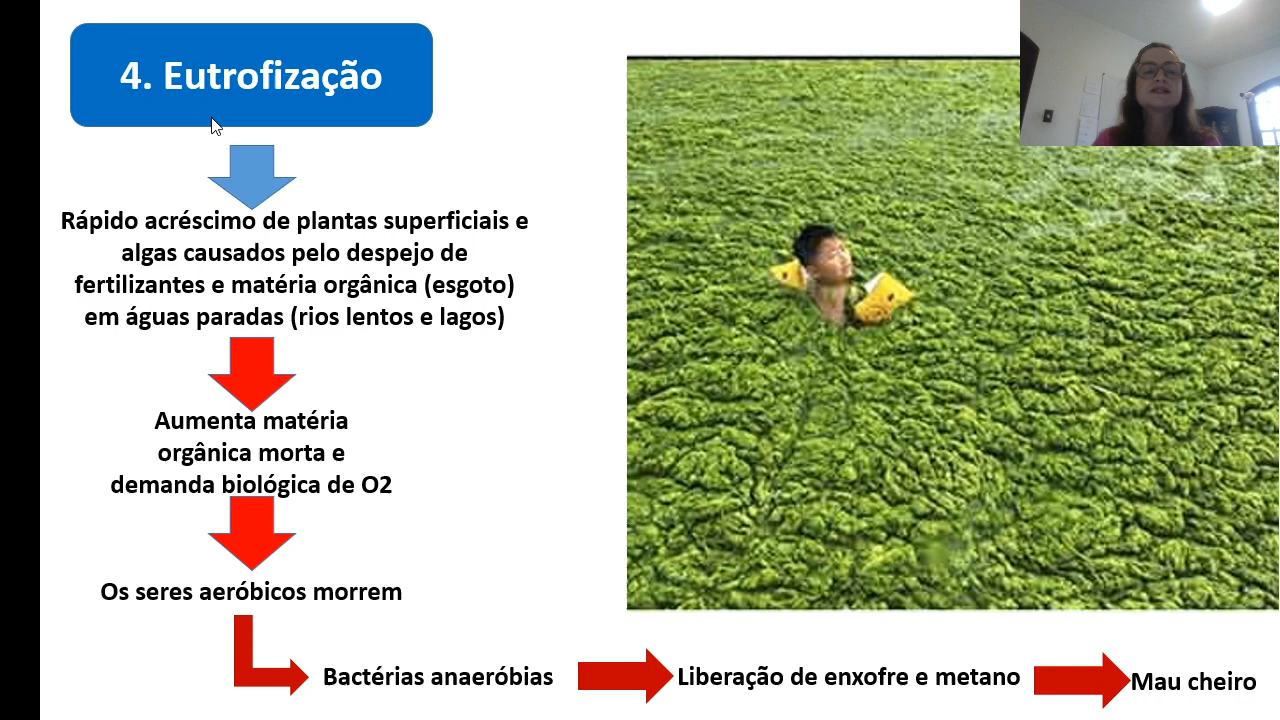 4. Eutrofização
Rápido acréscimo de plantas superficiais e
algas causados pelo despejo de
fertilizantes e matéria orgânica (esgoto)
em águas paradas (rios lentos e lagos)
Aumenta matéria
orgânica morta e
demanda biológica de O2
Os seres aeróbicos morrem
Bactérias anaeróbias
Liberação de enxofre e metano
Mau cheiro